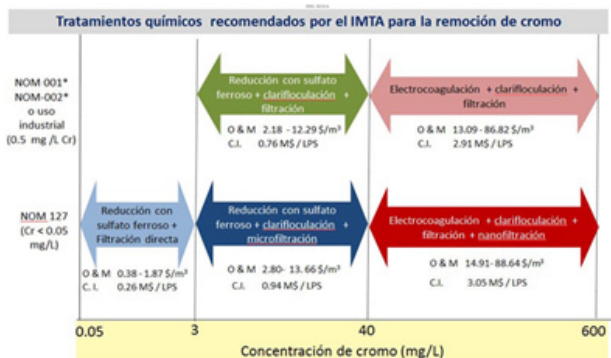 Tratamientos químicos recomendados por el IMTA para la remoción de cromo
NOM 001*
NOM-002*
o uso
industrial
(0.5 mg /L Cr)
Reducción con sulfato
ferroso + clarifloculación +
filtración
O & M 2.18 - 12.29 $/m³
C.I. 0.76 M$ / LPS
Electrocoagulación + clarifloculación +
filtración
O & M 13.09 - 86.82 $/m³
C.I. 2.91 M$ / LPS
NOM 127
(Cr < 0.05
mg/L)
Reducción con
sulfato ferroso +
Filtración directa
O & M 0.38 - 1.87 $/m³
C. I. 0.26 M$ / LPS
Reducción con sulfato
ferroso + clarifloculación +
microfiltración
O & M 2.80- 13.66 $/m³
C.I. 0.94 M$ / LPS
Electrocoagulación + clarifloculación +
filtración + nanofiltración
O & M 14.91- 88.64 $/m³
C.I. 3.05 M$ / LPS
0.05 3 40 600
Concentración de cromo (mg/L)